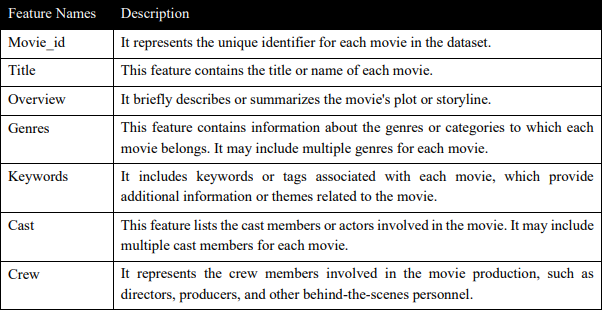 Feature Names Description
Movie_id It represents the unique identifier for each movie in the dataset.
Title This feature contains the title or name of each movie.
Overview It briefly describes or summarizes the movie's plot or storyline.
Genres This feature contains information about the genres or categories to which each
movie belongs. It may include multiple genres for each movie.
Keywords It includes keywords or tags associated with each movie, which provide
additional information or themes related to the movie.
Cast This feature lists the cast members or actors involved in the movie. It may include
multiple cast members for each movie.
Crew It represents the crew members involved in the movie production, such as
directors, producers, and other behind-the-scenes personnel.